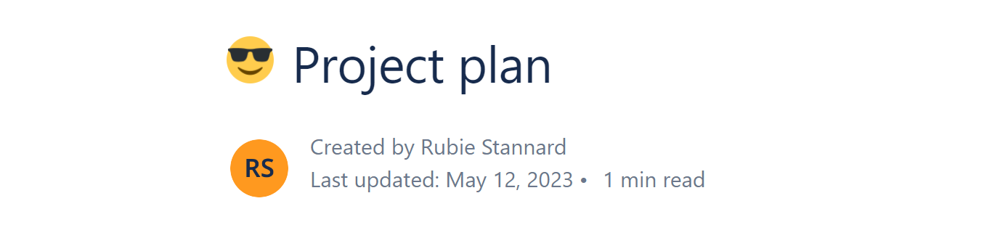 😎 Project plan
RS
Created by Rubie Stannard
Last updated: May 12, 2023 • 1 min read